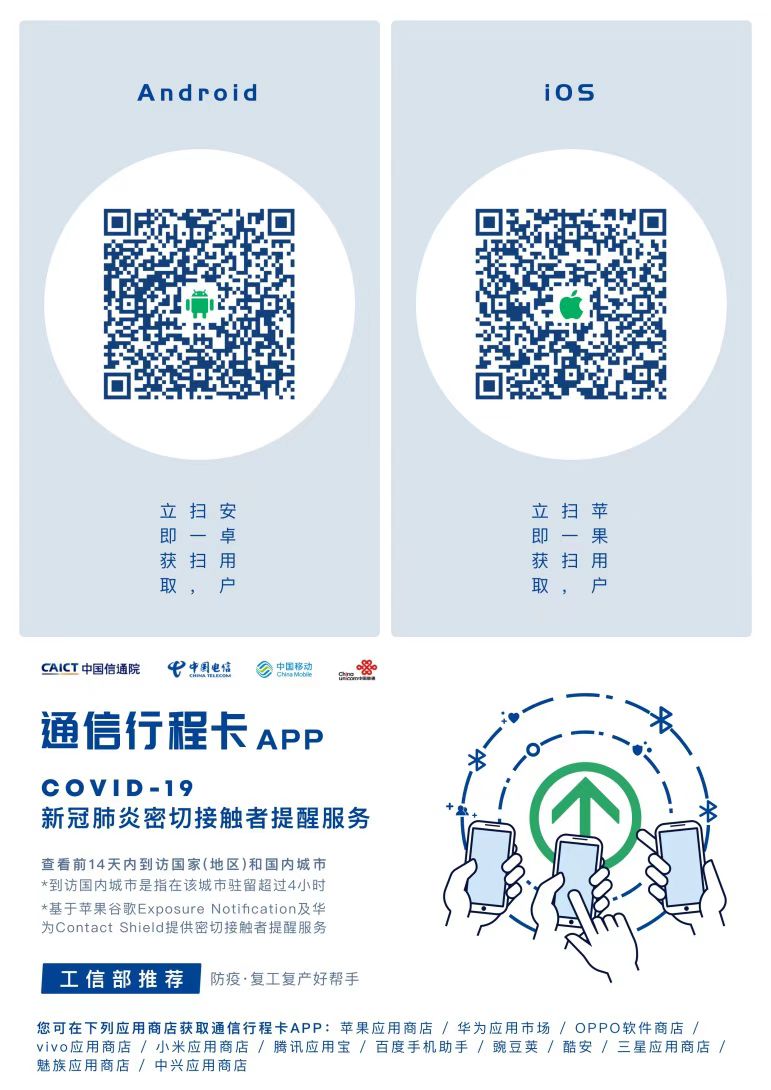 Android
安卓用户
扫一扫，
立即获取
iOS
苹果用户
扫一扫，
立即获取
CAICT 中国信通院
中国电信
CHINA TELECOM
中国移动
China Mobile
China
unicom中国联通
通信行程卡 APP
COVID-19
新冠肺炎密切接触者提醒服务
查看前14天内到访国家(地区)和国内城市
*到访国内城市是指在该城市驻留超过4小时
*基于苹果谷歌Exposure Notification及华
为Contact Shield提供密切接触者提醒服务
工信部推荐 防疫·复工复产好帮手
您可在下列应用商店获取通信行程卡APP：苹果应用商店 / 华为应用市场 / OPPO软件商店 /
vivo应用商店 / 小米应用商店 / 腾讯应用宝 / 百度手机助手 / 豌豆荚 / 酷安 / 三星应用商店 /
魅族应用商店 / 中兴应用商店